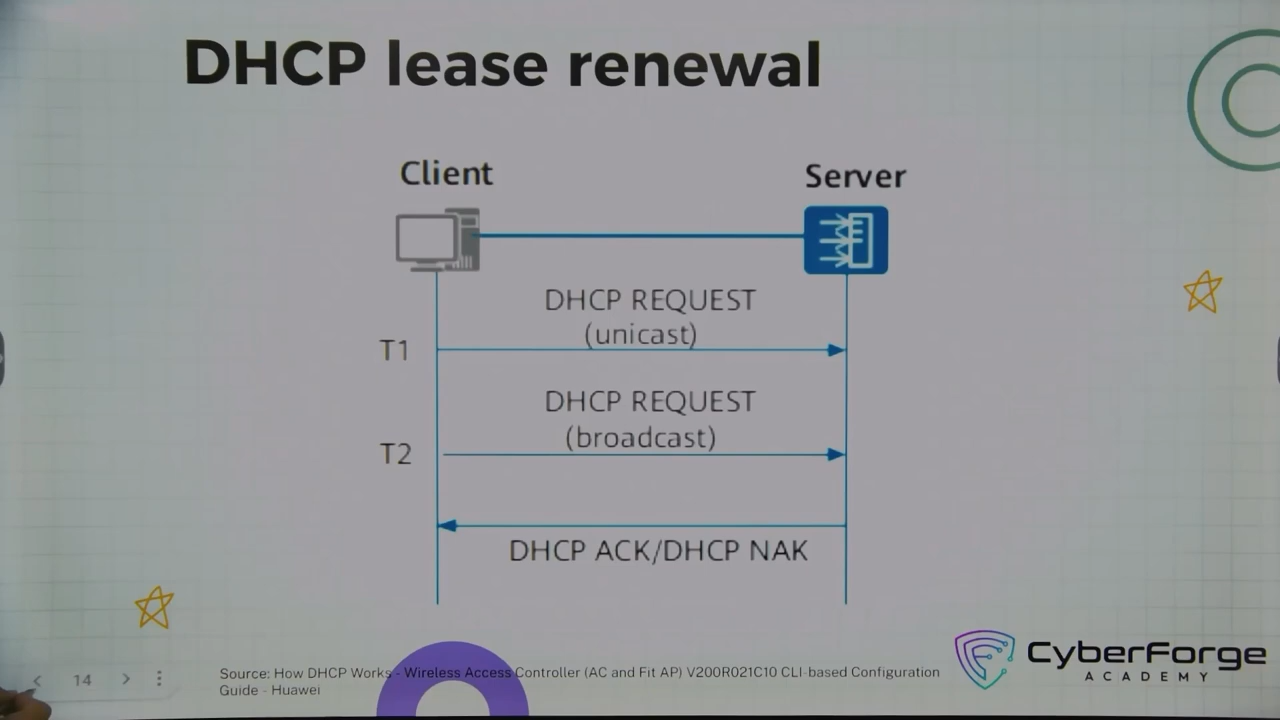 DHCP lease renewal
Client
Server
DHCP REQUEST
(unicast)
T1
DHCP REQUEST
(broadcast)
T2
DHCP ACK/DHCP NAK
14
Source: How DHCP Works - Wireless Access Controller (AC and Fit AP) V200R021C10 CLI-based Configuration
Guide - Huawei
CyberForge
ACADEMY